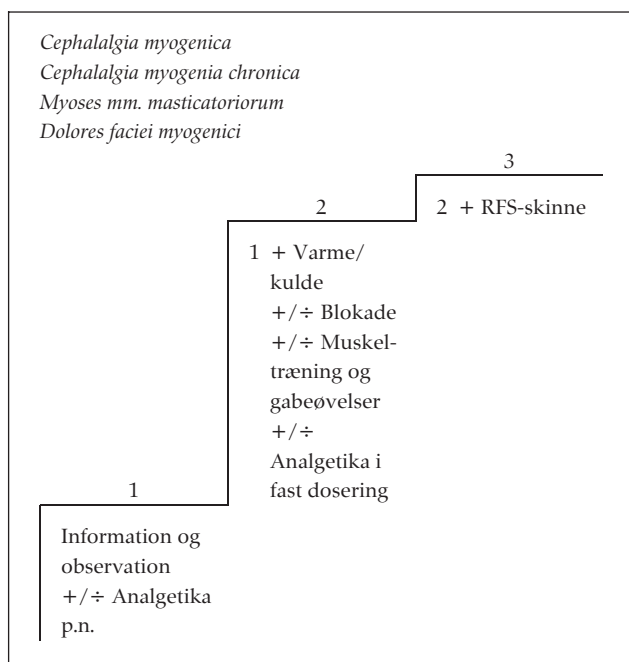 Cephalalgia myogenica
Cephalalgia myogenia chronica
Myoses mm. masticatoriorum
Dolores faciei myogenici
3
2 + RFS-skinne
2
1 + Varme/
kulde
+/÷ Blokade
+/÷ Muskel-
træning og
gabeøvelser
+/÷
Analgetika i
fast dosering
1
Information og
observation
+/÷ Analgetika
p.n.